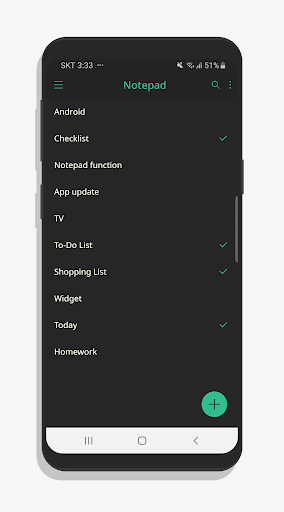 SKT 3:33 ··· 51%
Notepad
Android
Checklist
Notepad function
App update
TV
To-Do List
Shopping List
Widget
Today
Homework